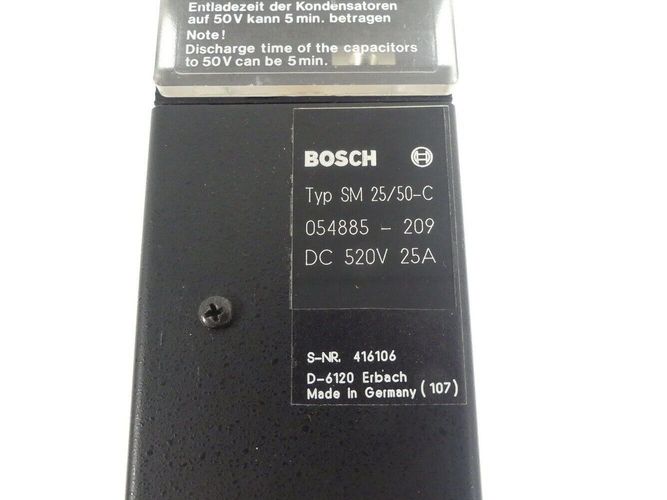 Entladezeit der Kondensatoren
auf 50V kann 5 min. betragen
Note!
Discharge time of the capacitors
to 50V can be 5 min.
BOSCH
Typ SM 25/50-C
054885 - 209
DC 520V 25A
S-NR. 416106
D-6120 Erbach
Made in Germany (107)